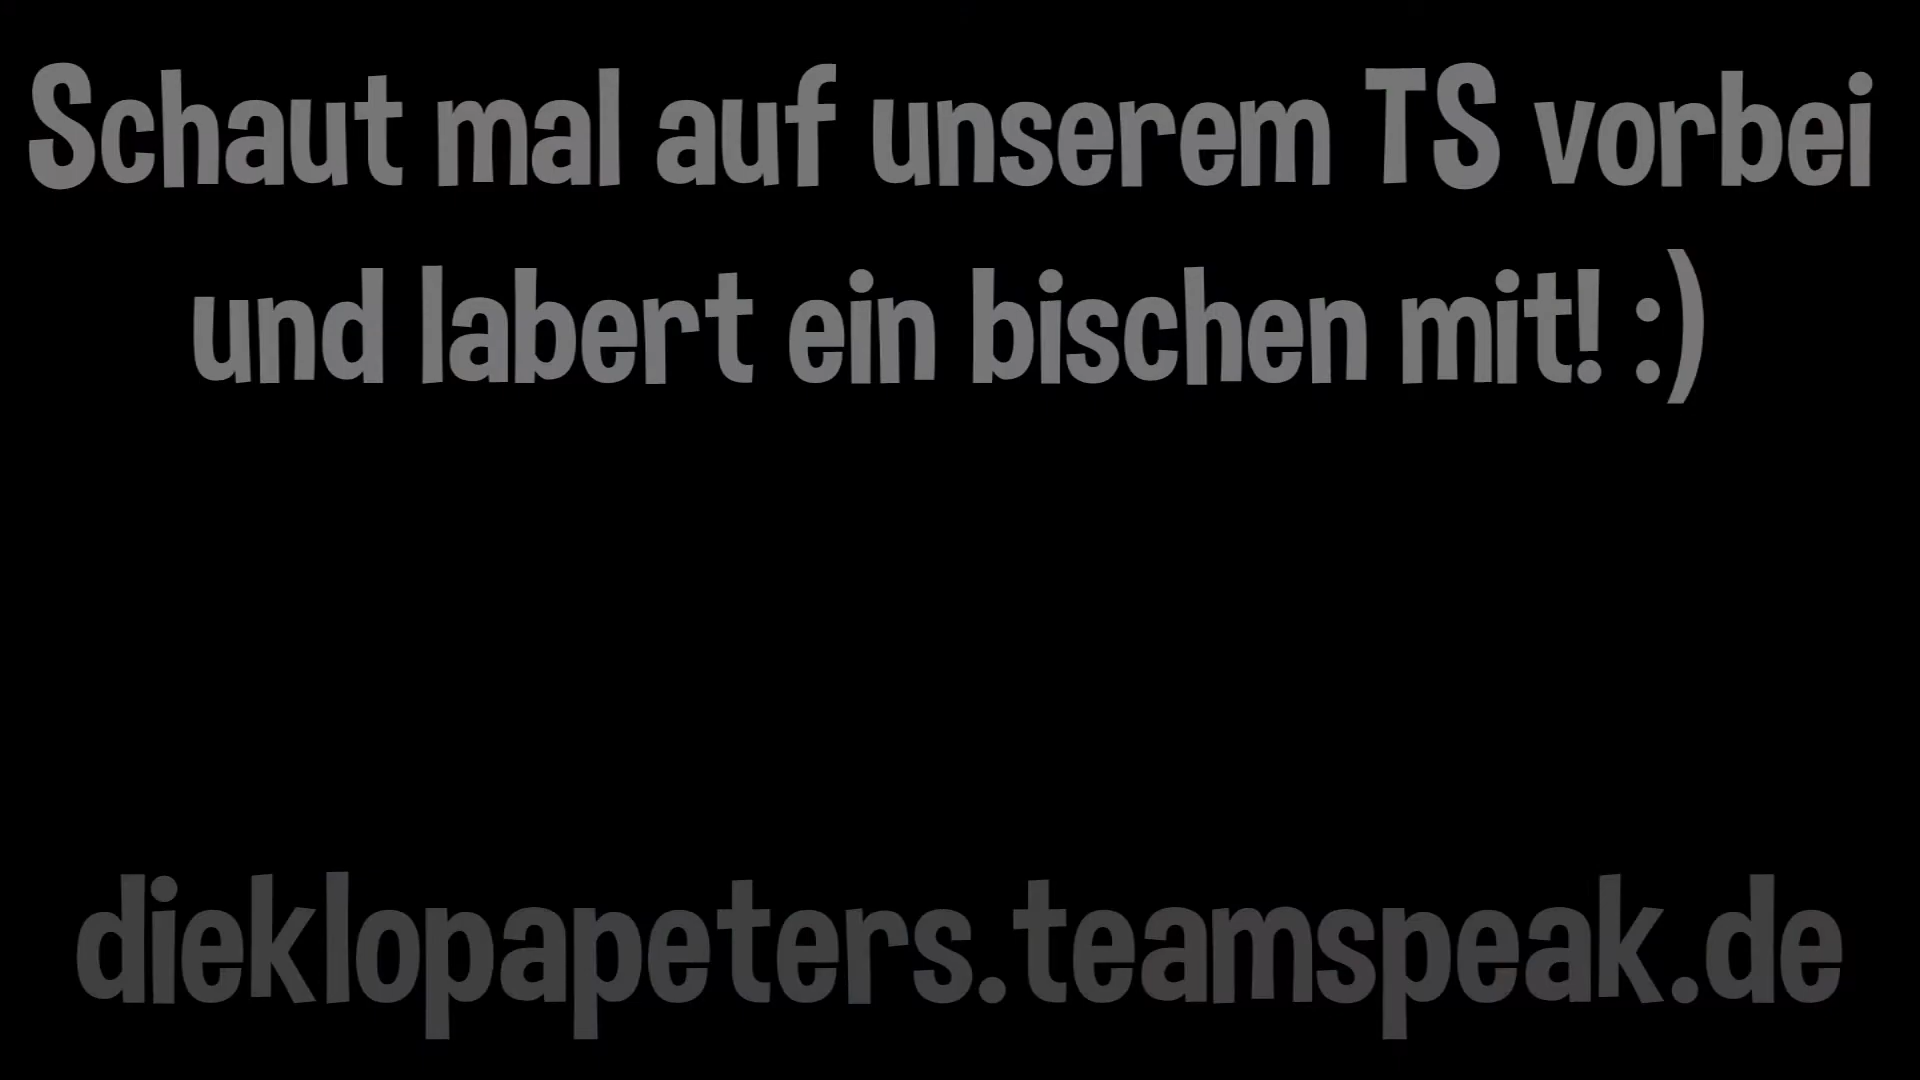 Schaut mal auf unserem TS vorbei
und labert ein bischen mit! :)
dieklopapeters.teamspeak.de